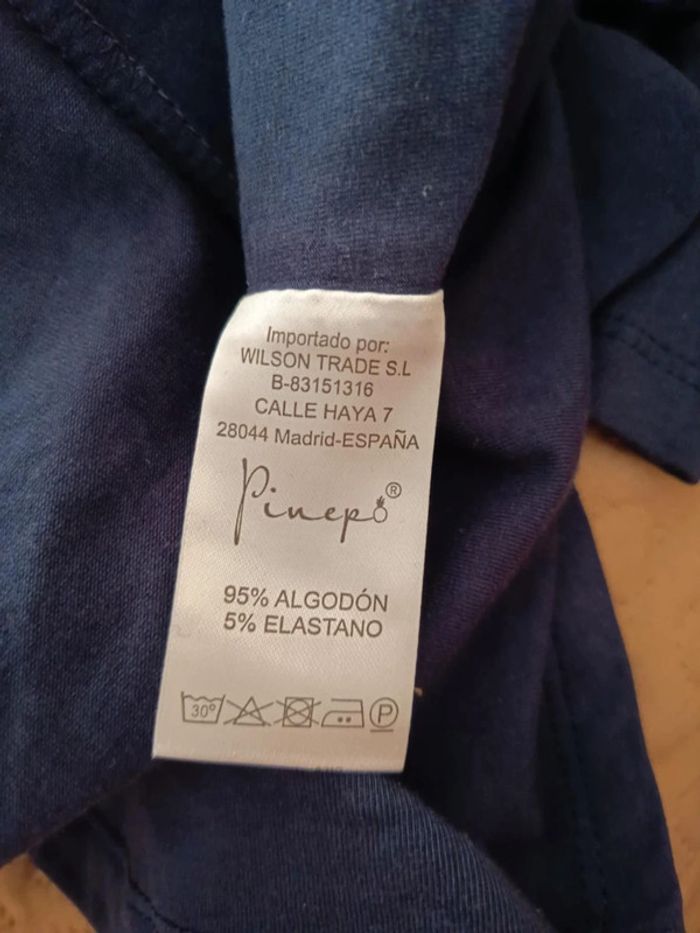 Importado por:
WILSON TRADE S.L
B-83151316
CALLE HAYA 7
28044 Madrid-ESPAÑA
Pinepo®
95% ALGODÓN
5% ELASTANO
30° P